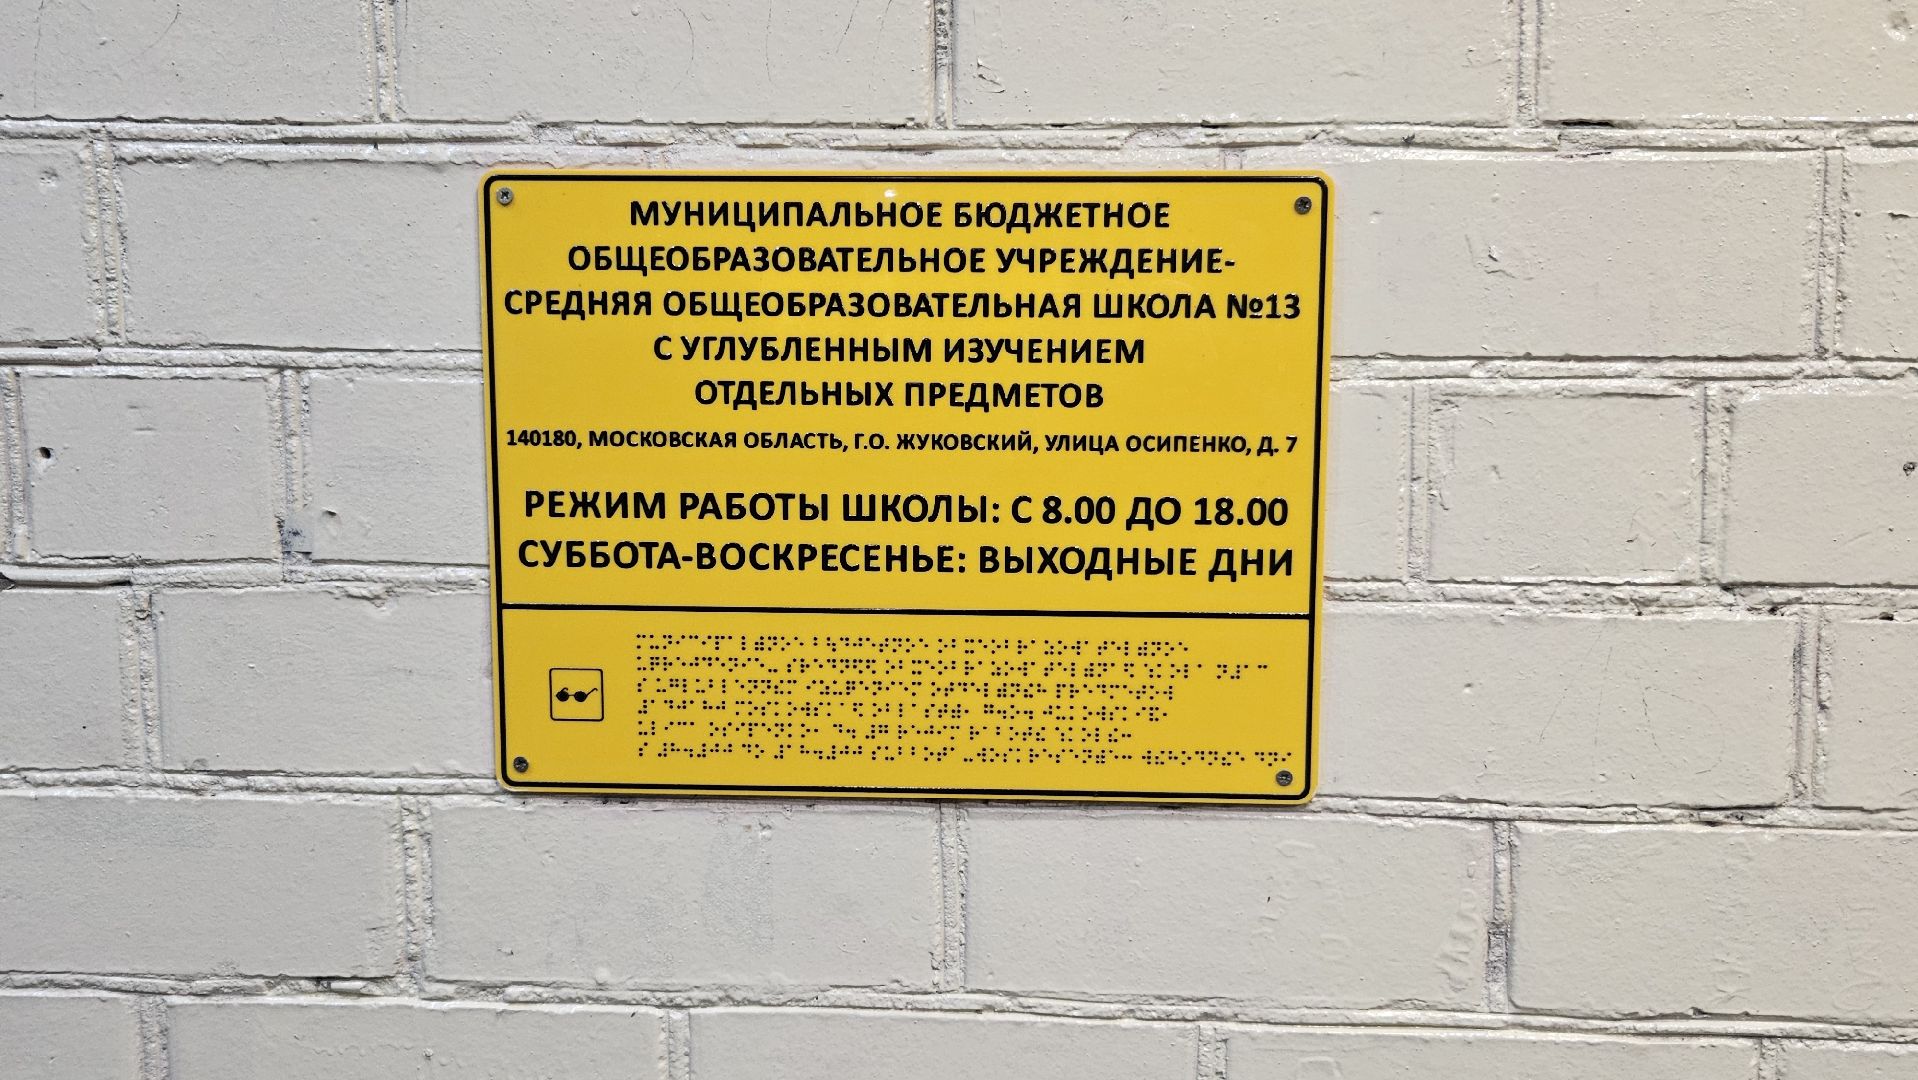 МУНИЦИПАЛЬНОЕ БЮДЖЕТНОЕ
ОБЩЕОБРАЗОВАТЕЛЬНОЕ УЧРЕЖДЕНИЕ-
СРЕДНЯЯ ОБЩЕОБРАЗОВАТЕЛЬНАЯ ШКОЛА №13
С УГЛУБЛЕННЫМ ИЗУЧЕНИЕМ
ОТДЕЛЬНЫХ ПРЕДМЕТОВ
140180, МОСКОВСКАЯ ОБЛАСТЬ, Г.О. ЖУКОВСКИЙ, УЛИЦА ОСИПЕНКО, Д. 7
РЕЖИМ РАБОТЫ ШКОЛЫ: С 8.00 ДО 18.00
СУББОТА-ВОСКРЕСЕНЬЕ: ВЫХОДНЫЕ ДНИ